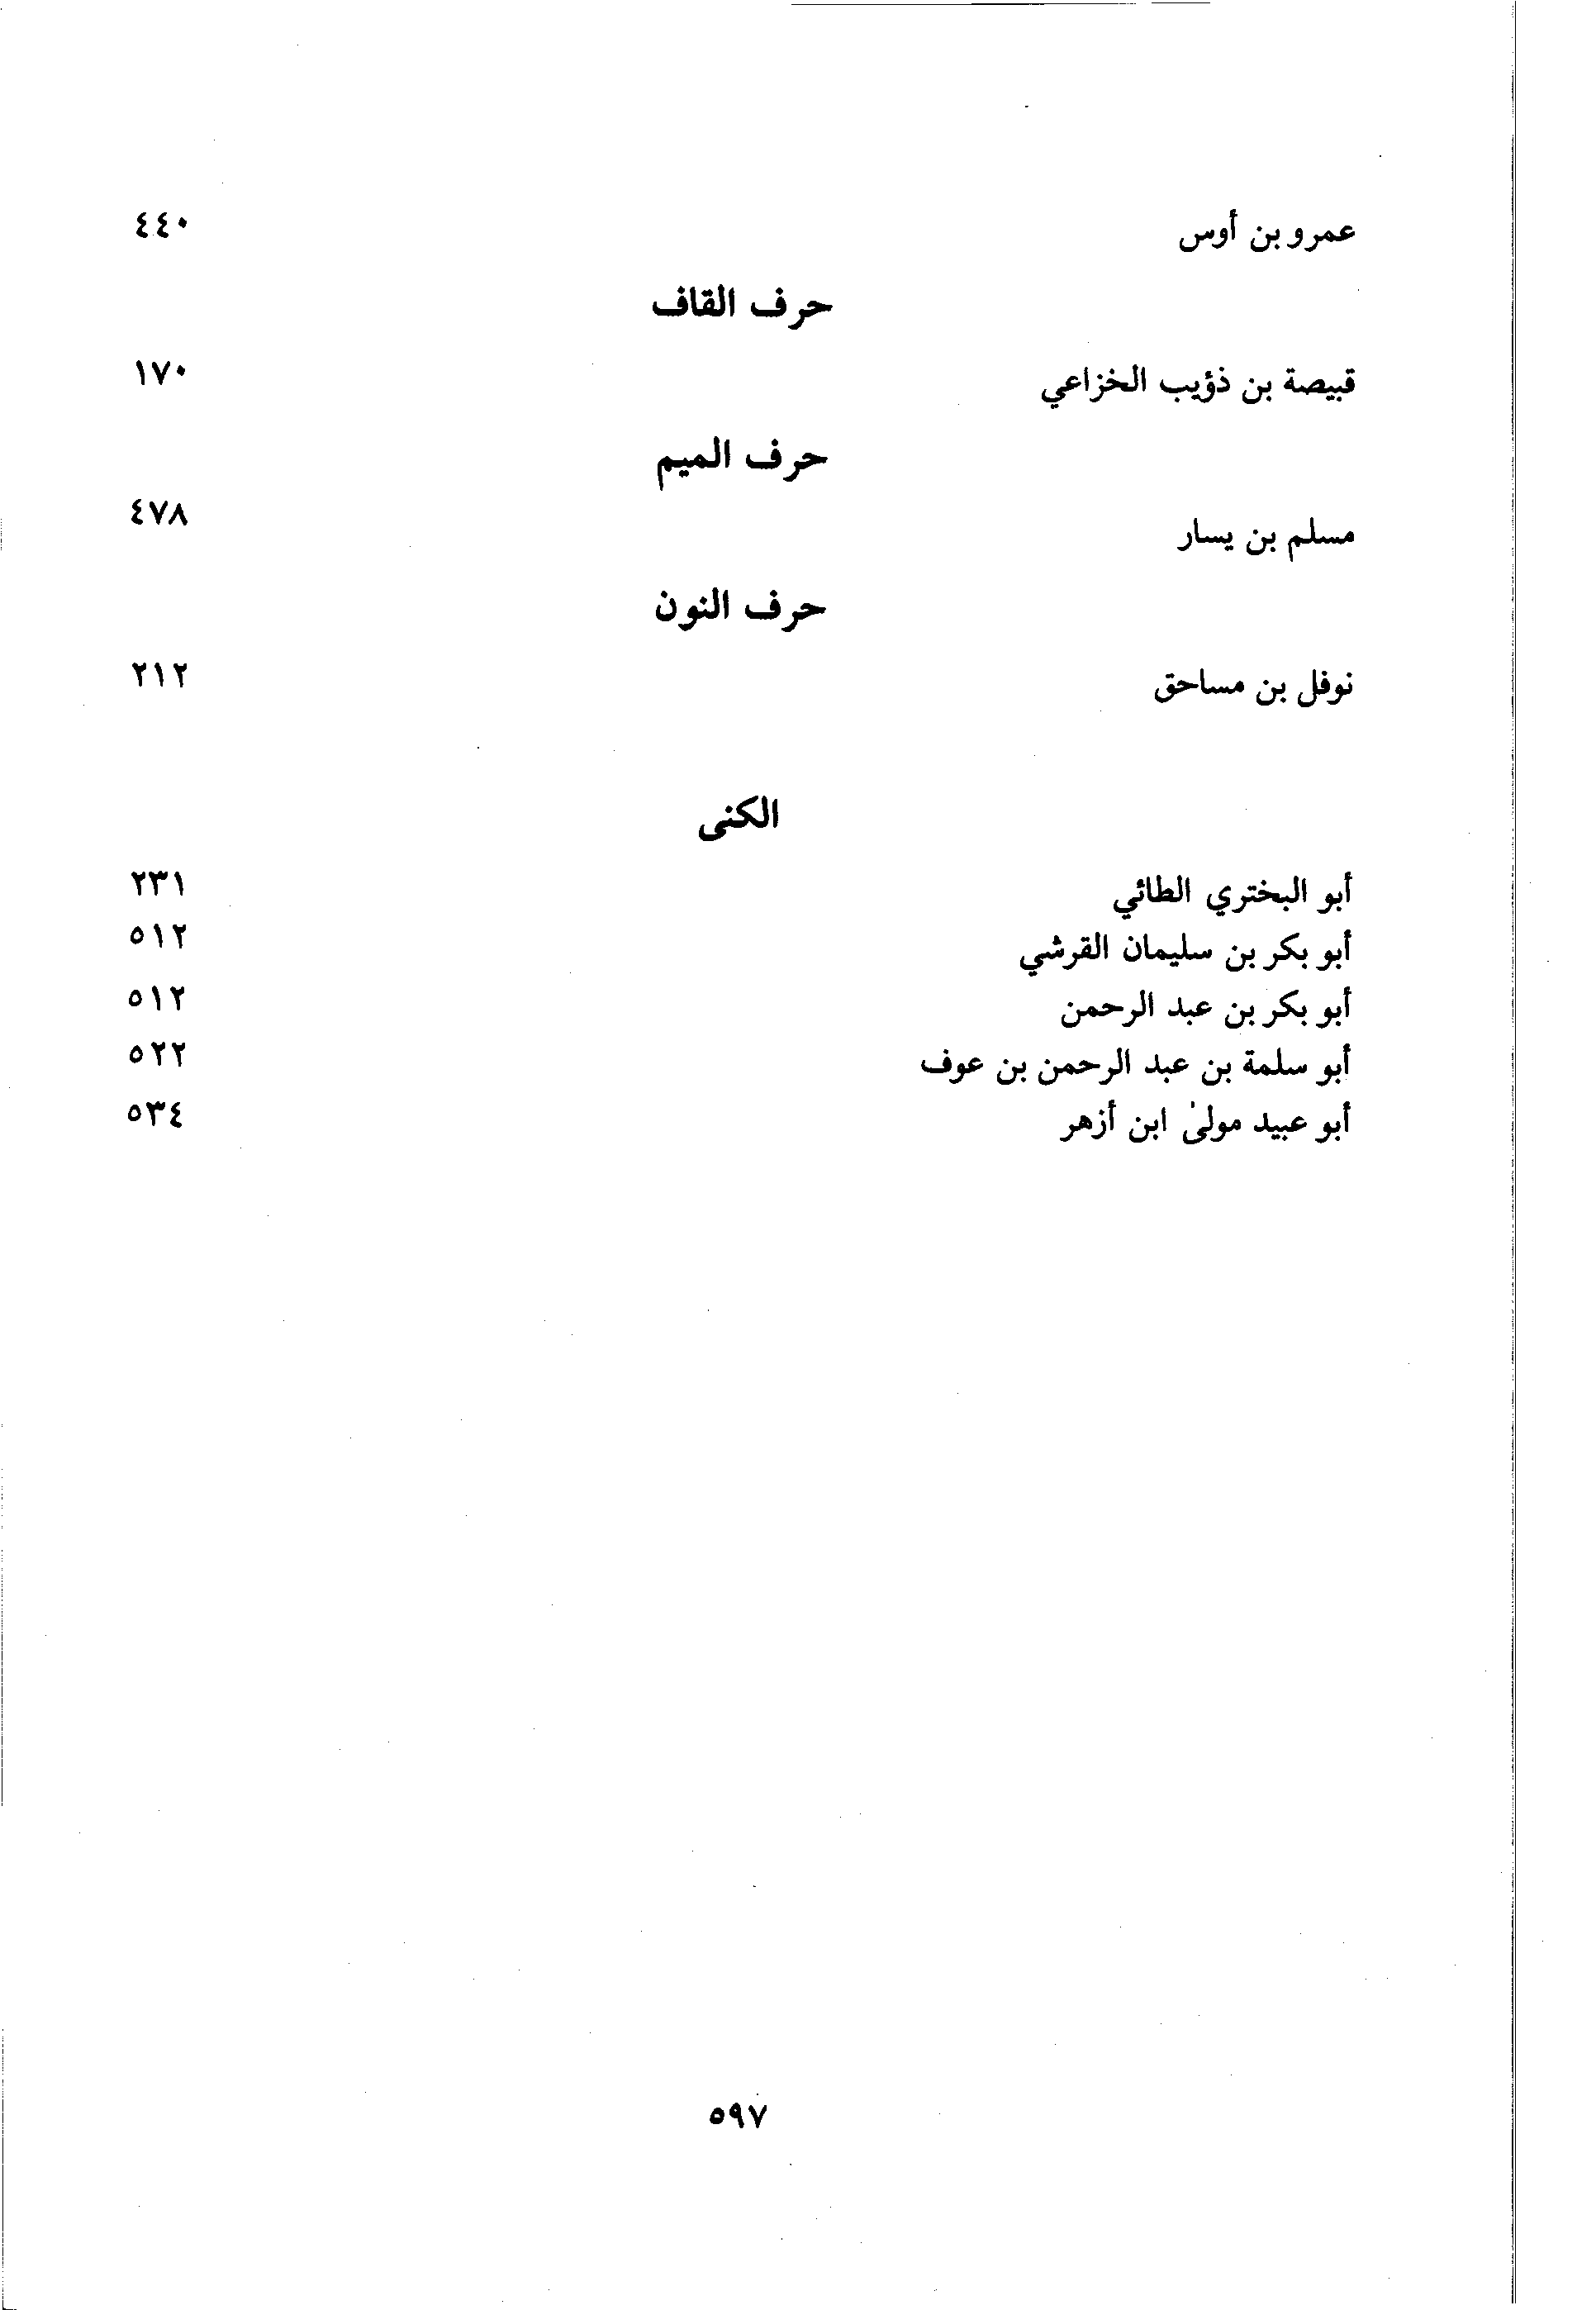 عمرو بن أوس ٤٤٠
حرف القاف
قبيصة بن ذؤيب الخزاعي ١٧٠
حرف الميم
مسلم بن يسار ٤٧٨
حرف النون
نوفل بن مساحق ٢١٢
الكنى
أبو البختري الطائي ٢٣١
أبو بكر بن سليمان القرشي ٥١٢
أبو بكر بن عبد الرحمن ٥١٢
أبو سلمة بن عبد الرحمن بن عوف ٥٢٢
أبو عبيد مولىٰ ابن أزهر ٥٣٤
٥٩٧